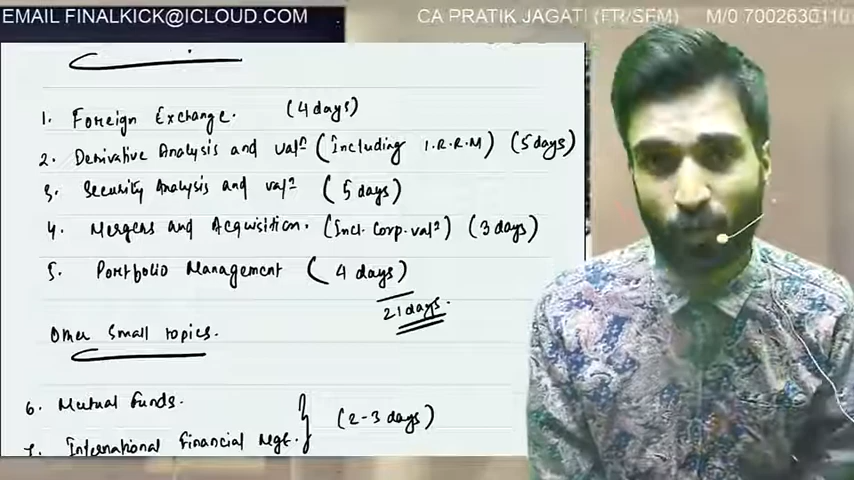 EMAIL FINALKICK@ICLOUD.COM CA PRATIK JAGATI (FR/SFM) M/0 7002630110
1. Foreign Exchange. (4 days)
2. Derivative Analysis and valⁿ (Including I.R.R.M) (5 days)
3. Security Analysis and valⁿ (5 days)
4. Mergers and Acquisition. (Incl. Corp. valⁿ) (3 days)
5. Portfolio Management (4 days)
21 days.
Other Small topics.
6. Mutual Funds.
(2-3 days)
7. International Financial Mgt.